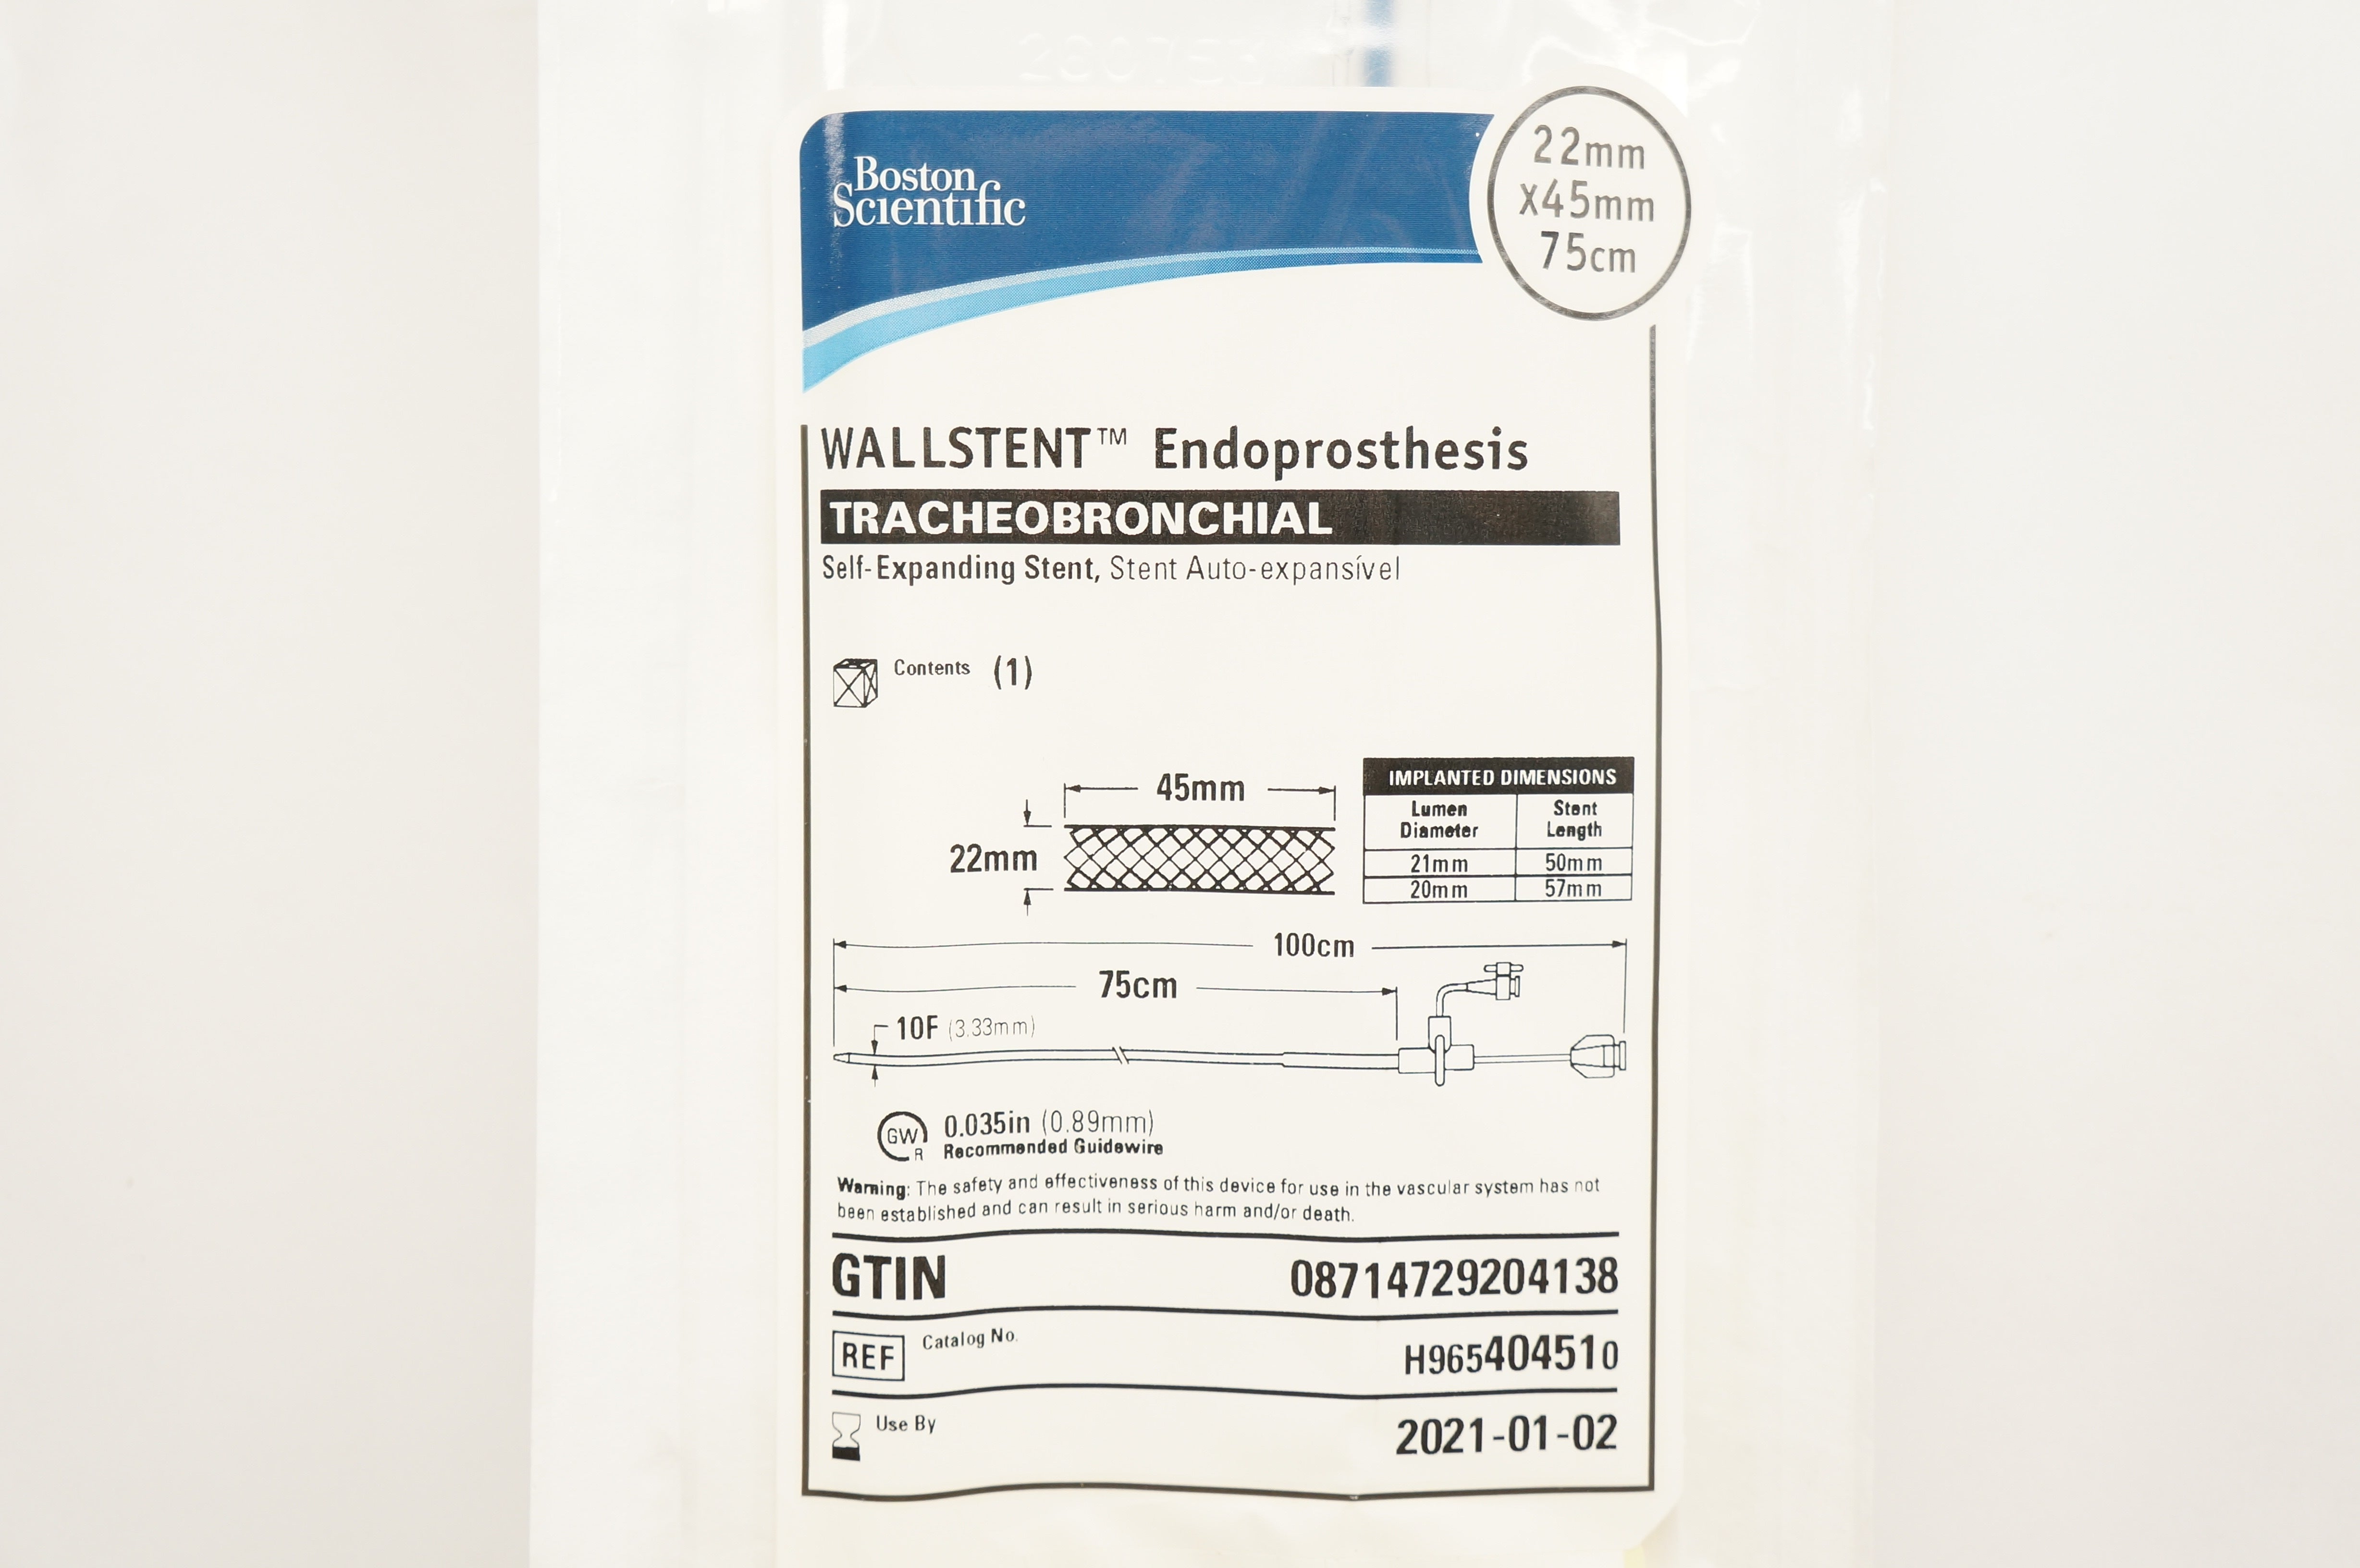 Boston
Scientific
22mm
x45mm
75cm
WALLSTENT™ Endoprosthesis
TRACHEOBRONCHIAL
Self-Expanding Stent, Stent Auto-expansível
Contents (1)
45mm
22mm
IMPLANTED DIMENSIONS
Lumen Diameter Stent Length
21mm 50mm
20mm 57mm
100cm
75cm
10F (3.33mm)
GW R 0.035in (0.89mm)
Recommended Guidewire
Warning: The safety and effectiveness of this device for use in the vascular system has not
been established and can result in serious harm and/or death.
GTIN 08714729204138
REF Catalog No. H965404510
Use By 2021-01-02